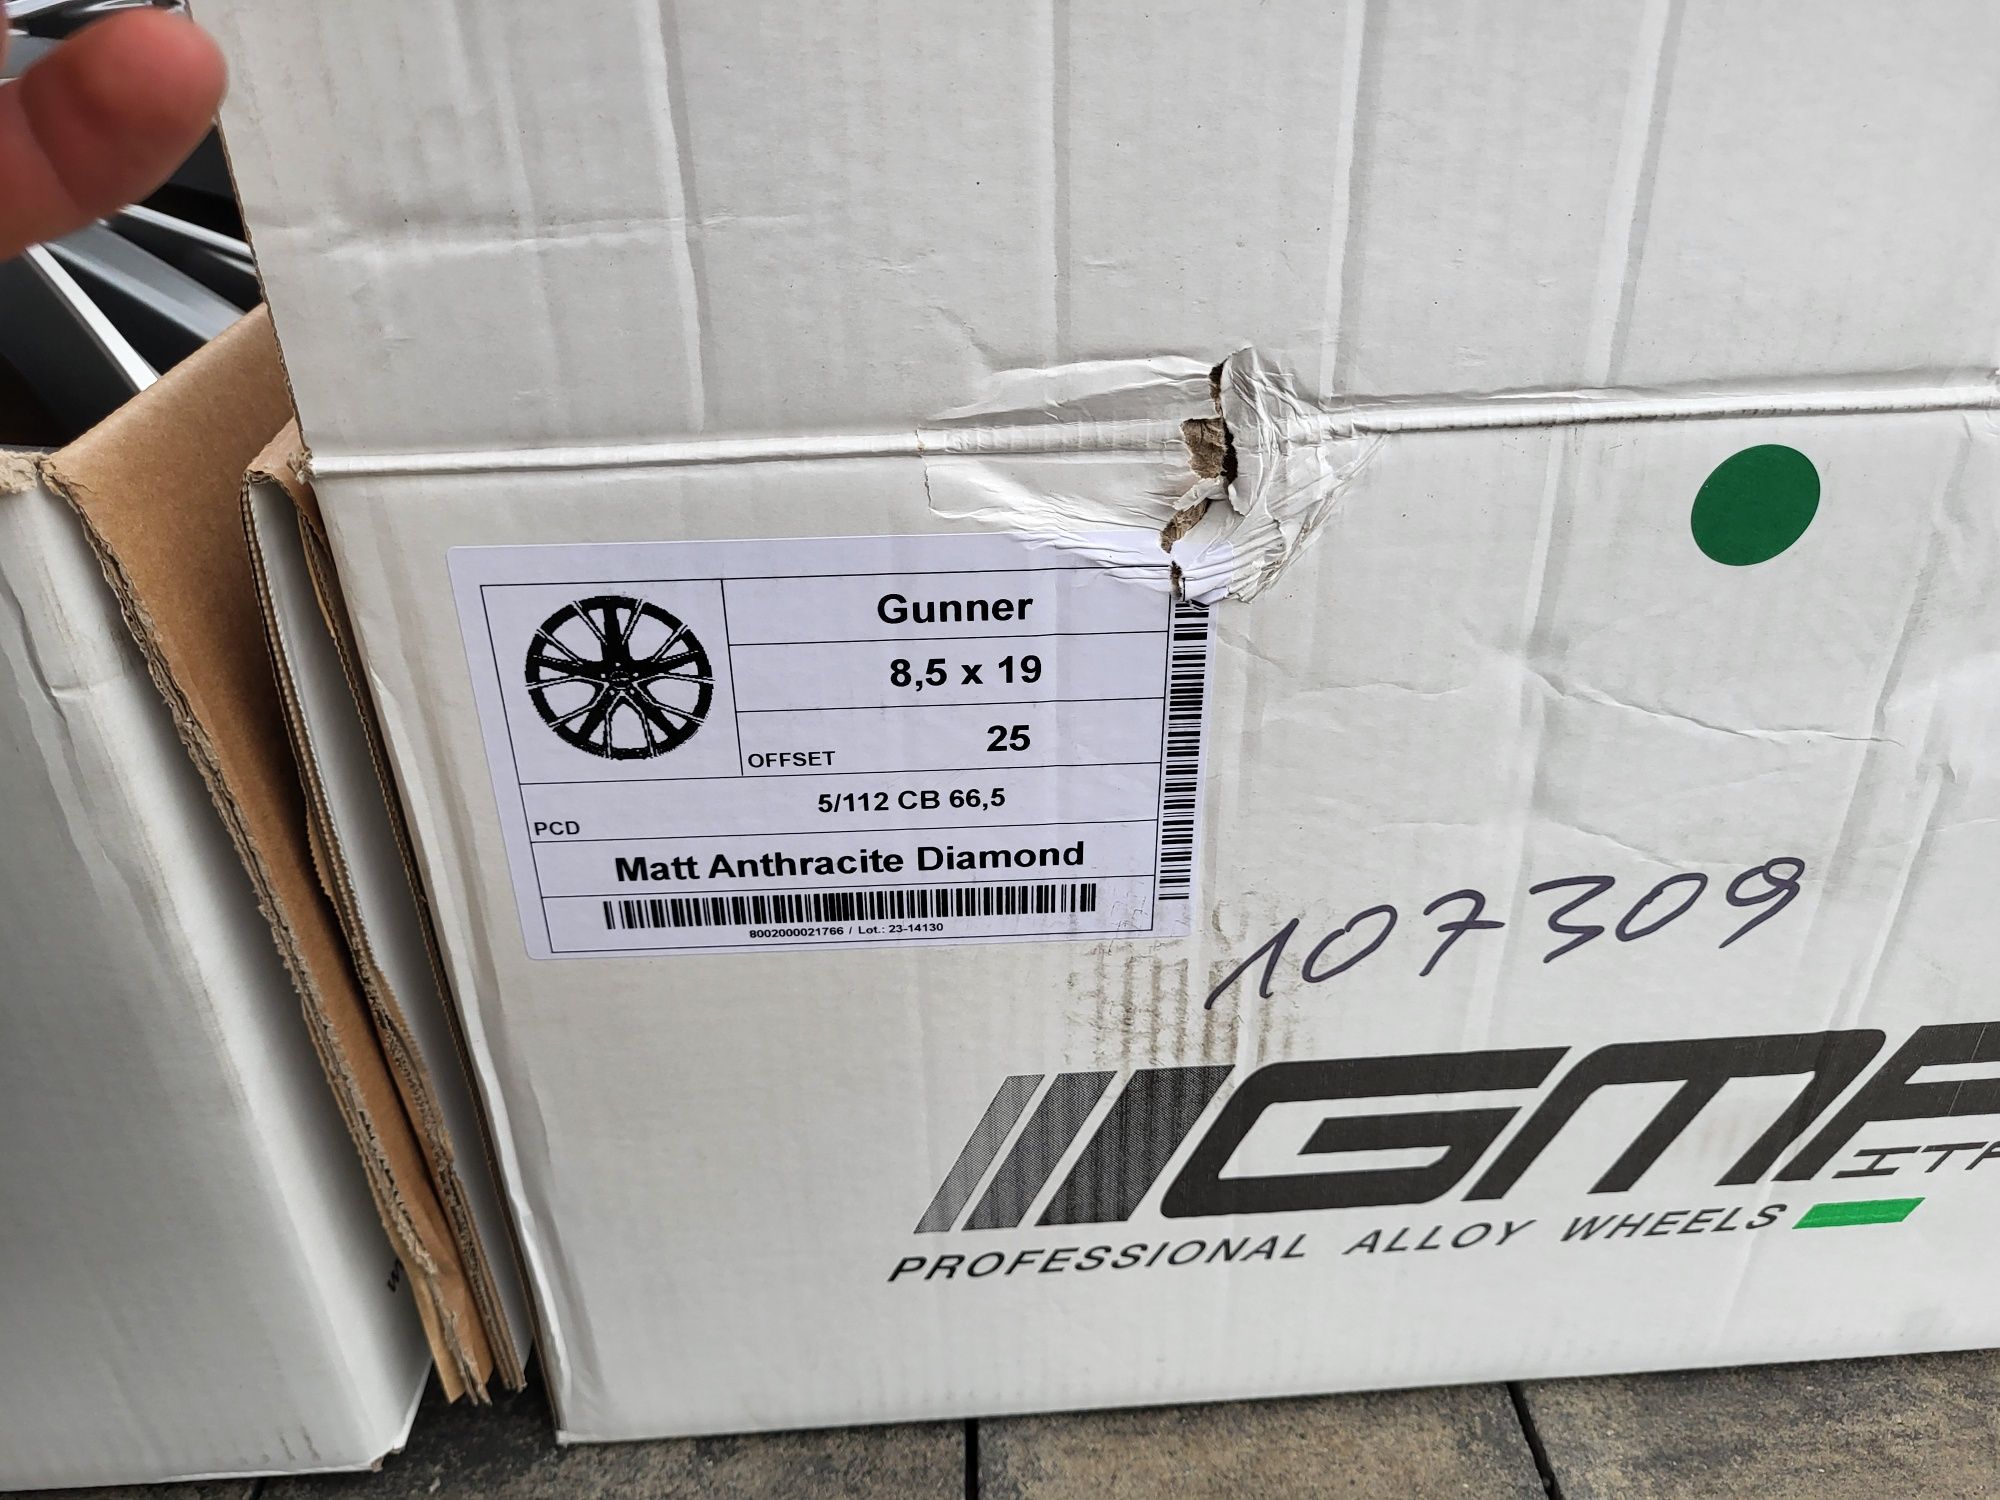 Gunner
8,5 x 19
OFFSET 25
PCD 5/112 CB 66,5
Matt Anthracite Diamond
8002000021766 / Lot.: 23-14130
107309
GMP
PROFESSIONAL ALLOY WHEELS